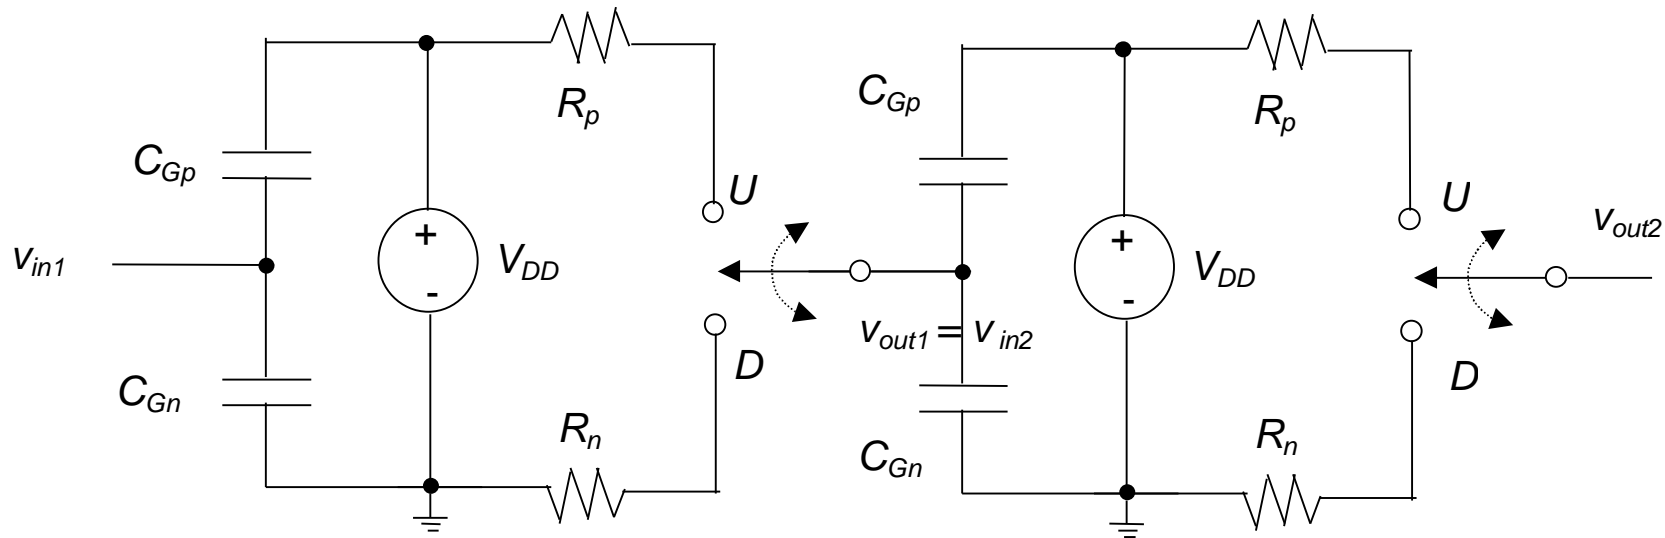 R_p
R_p
C_Gp
C_Gp
U
U
v_out2
v_in1
+
V_DD
-
+
V_DD
-
v_out1 = v_in2
D
D
C_Gn
R_n
R_n
C_Gn